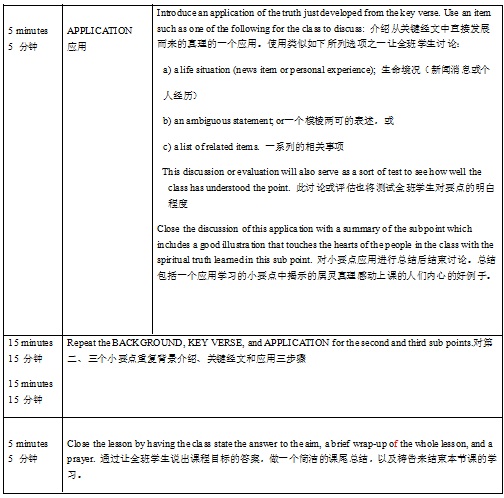 5 minutes
5 分钟
APPLICATION
应用
Introduce an application of the truth just developed from the key verse. Use an item
such as one of the following for the class to discuss: 介绍从关键经文中直接发展
而来的真理的一个应用。使用类似如下所列选项之一让全班学生讨论:
a) a life situation (news item or personal experience); 生命境况（新闻消息或个
人经历）
b) an ambiguous statement; or一个模棱两可的表述，或
c) a list of related items. 一系列的相关事项
This discussion or evaluation will also serve as a sort of test to see how well the
class has understood the point. 此讨论或评估也将测试全班学生对要点的明白
程度
Close the discussion of this application with a summary of the subpoint which
includes a good illustration that touches the hearts of the people in the class with the
spiritual truth learned in this sub point. 对小要点应用进行总结后结束讨论。总结
包括一个应用学习的小要点中揭示的属灵真理感动上课的人们内心的好例子。
15 minutes
15 分钟
15 minutes
15 分钟
Repeat the BACKGROUND, KEY VERSE, and APPLICATION for the second and third sub points.对第
二、三个小要点重复背景介绍、关键经文和应用三步骤
5 minutes
5 分钟
Close the lesson by having the class state the answer to the aim, a brief wrap-up of the whole lesson, and a
prayer. 通过让全班学生说出课程目标的答案，做一个简洁的课尾总结，以及祷告来结束本节课的学
习。